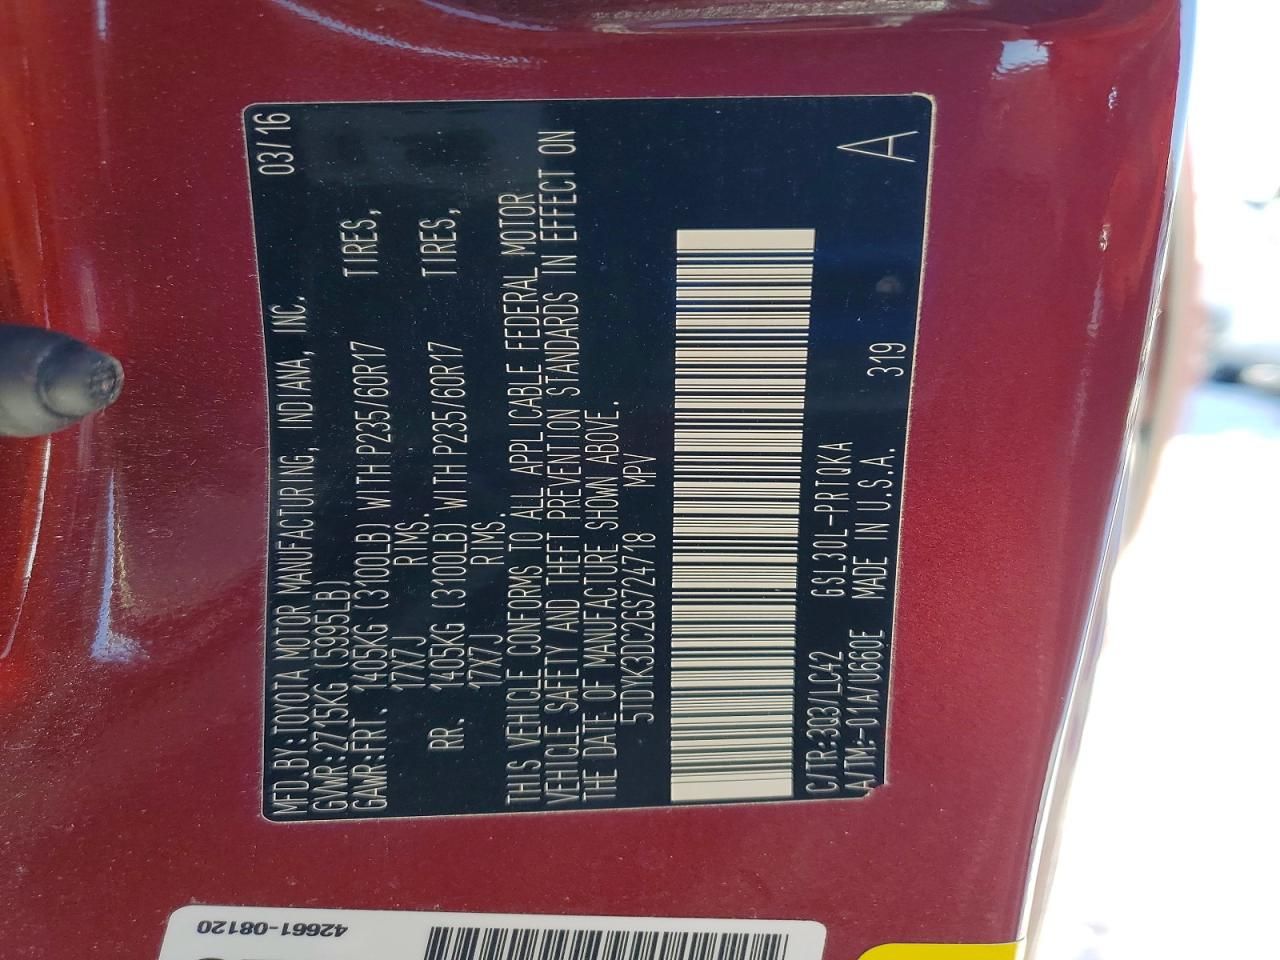 MFD.BY:TOYOTA MOTOR MANUFACTURING, INDIANA, INC. 03/16
GVWR:2715KG (5995LB)
GAWR:FRT. 1405KG (3100LB) WITH P235/60R17 TIRES,
17X7J RIMS.
RR. 1405KG (3100LB) WITH P235/60R17 TIRES,
17X7J RIMS.
THIS VEHICLE CONFORMS TO ALL APPLICABLE FEDERAL MOTOR
VEHICLE SAFETY AND THEFT PREVENTION STANDARDS IN EFFECT ON
THE DATE OF MANUFACTURE SHOWN ABOVE.
5TDYK3DC2GS724718 MPV
C/TR:3Q3/LC42 GSL30L-PRTQKA
A/TM:-01A/U660E MADE IN U.S.A. 319 A
42661-08120